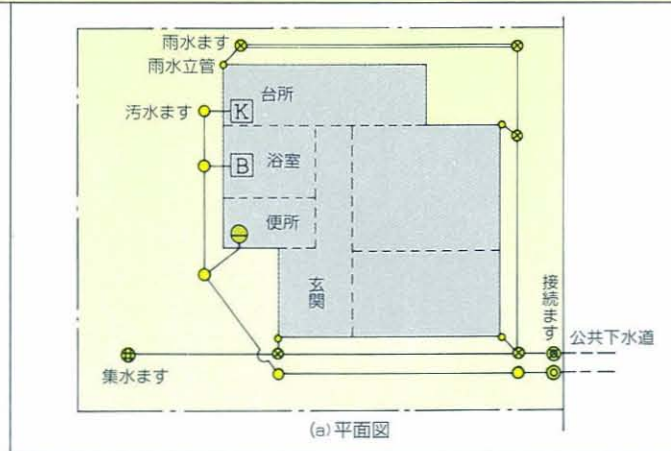 雨水ます
雨水立管
台所
汚水ます
K
浴室
B
便所
玄関
接続ます
公共下水道
集水ます
(a)平面図